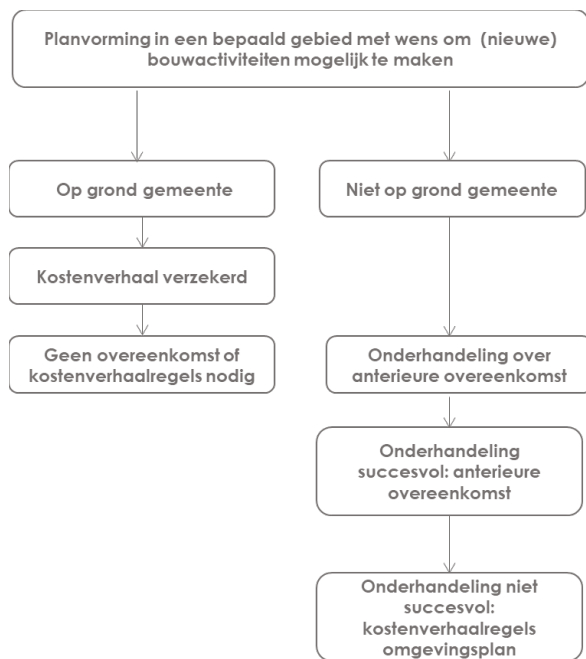 Planvorming in een bepaald gebied met wens om (nieuwe)
bouwactiviteiten mogelijk te maken
Op grond gemeente
Niet op grond gemeente
Kostenverhaal verzekerd
Geen overeenkomst of
kostenverhaalregels nodig
Onderhandeling over
anterieure overeenkomst
Onderhandeling
succesvol: anterieure
overeenkomst
Onderhandeling niet
succesvol:
kostenverhaalregels
omgevingsplan